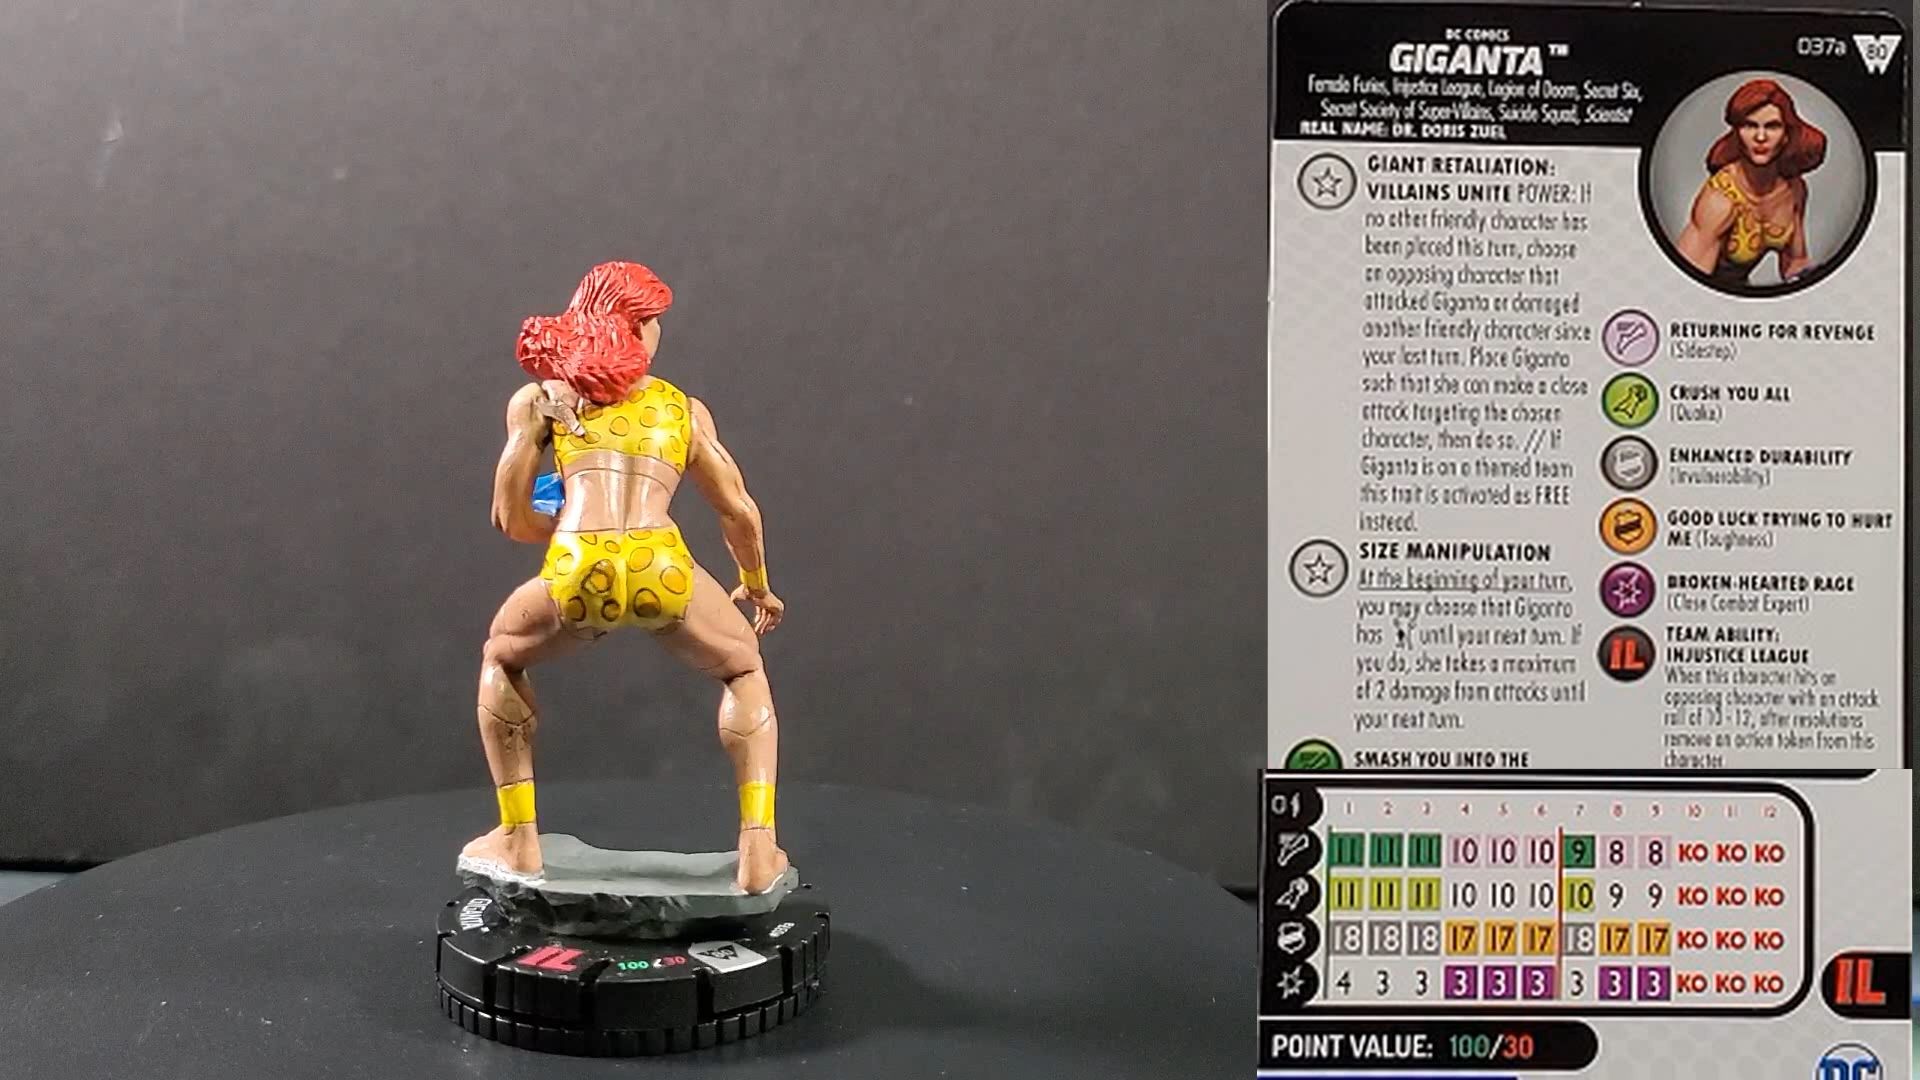 DC COMICS
GIGANTA™
037a
80
Female Furies, Injustice League, Legion of Doom, Secret Six,
Secret Society of Super-Villains, Suicide Squad, Scientist
REAL NAME: DR. DORIS ZUEL
GIANT RETALIATION:
VILLAINS UNITE POWER: If
no other friendly character has
been placed this turn, choose
an opposing character that
attacked Giganta or damaged
another friendly character since
your last turn. Place Giganta
such that she can make a close
attack targeting the chosen
character, then do so. // If
Giganta is on a themed team
this trait is activated as FREE
instead.
SIZE MANIPULATION
At the beginning of your turn,
you may choose that Giganta
has until your next turn. If
you do, she takes a maximum
of 2 damage from attacks until
your next turn.
SMASH YOU INTO THE
RETURNING FOR REVENGE
(Sidestep)
CRUSH YOU ALL
(Quake)
ENHANCED DURABILITY
(Invulnerability)
GOOD LUCK TRYING TO HURT
ME (Toughness)
BROKEN-HEARTED RAGE
(Close Combat Expert)
IL
TEAM ABILITY:
INJUSTICE LEAGUE
When this character hits an
opposing character with an attack
roll of 10-12, after resolutions
remove an action token from this
character.
0 1 2 3 4 5 6 7 8 9 10 11 12
11 11 11 10 10 10 9 8 8 KO KO KO
11 11 11 10 10 10 10 9 9 KO KO KO
18 18 18 17 17 17 18 17 17 KO KO KO
4 3 3 3 3 3 3 3 3 KO KO KO
IL
POINT VALUE: 100/30
DC
GIGANTA
IL
100/30
80